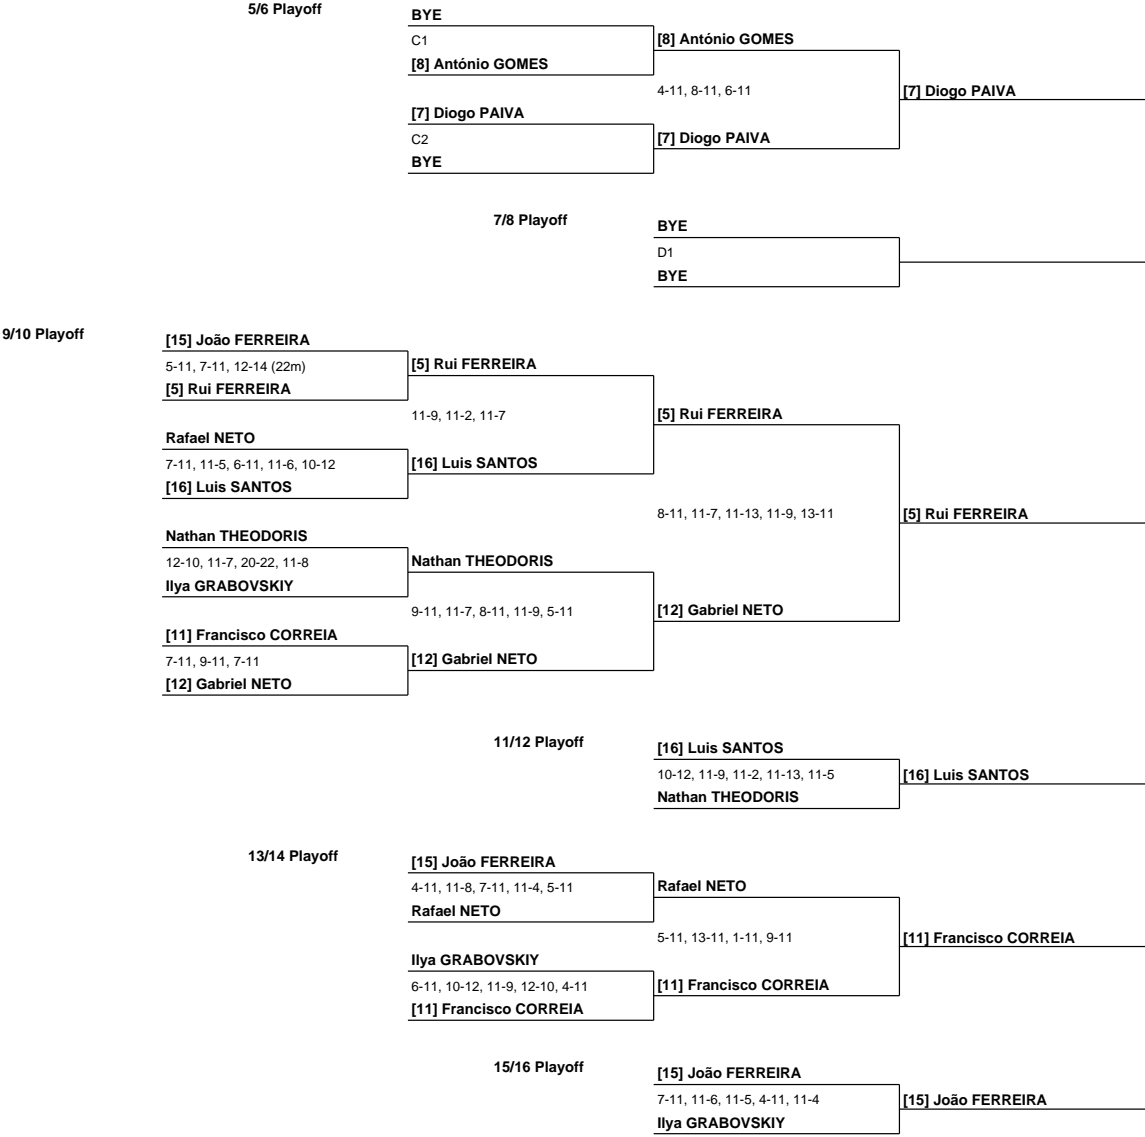 5/6 Playoff
BYE
C1
[8] António GOMES
[8] António GOMES
4-11, 8-11, 6-11
[7] Diogo PAIVA
[7] Diogo PAIVA
C2
[7] Diogo PAIVA
BYE
7/8 Playoff
BYE
D1
BYE
9/10 Playoff
[15] João FERREIRA
5-11, 7-11, 12-14 (22m)
[5] Rui FERREIRA
[5] Rui FERREIRA
11-9, 11-2, 11-7
[5] Rui FERREIRA
Rafael NETO
7-11, 11-5, 6-11, 11-6, 10-12
[16] Luis SANTOS
[16] Luis SANTOS
8-11, 11-7, 11-13, 11-9, 13-11
[5] Rui FERREIRA
Nathan THEODORIS
12-10, 11-7, 20-22, 11-8
Nathan THEODORIS
Ilya GRABOVSKIY
9-11, 11-7, 8-11, 11-9, 5-11
[12] Gabriel NETO
[11] Francisco CORREIA
7-11, 9-11, 7-11
[12] Gabriel NETO
[12] Gabriel NETO
11/12 Playoff
[16] Luis SANTOS
10-12, 11-9, 11-2, 11-13, 11-5
[16] Luis SANTOS
Nathan THEODORIS
13/14 Playoff
[15] João FERREIRA
4-11, 11-8, 7-11, 11-4, 5-11
Rafael NETO
Rafael NETO
5-11, 13-11, 1-11, 9-11
[11] Francisco CORREIA
Ilya GRABOVSKIY
6-11, 10-12, 11-9, 12-10, 4-11
[11] Francisco CORREIA
[11] Francisco CORREIA
15/16 Playoff
[15] João FERREIRA
7-11, 11-6, 11-5, 4-11, 11-4
[15] João FERREIRA
Ilya GRABOVSKIY